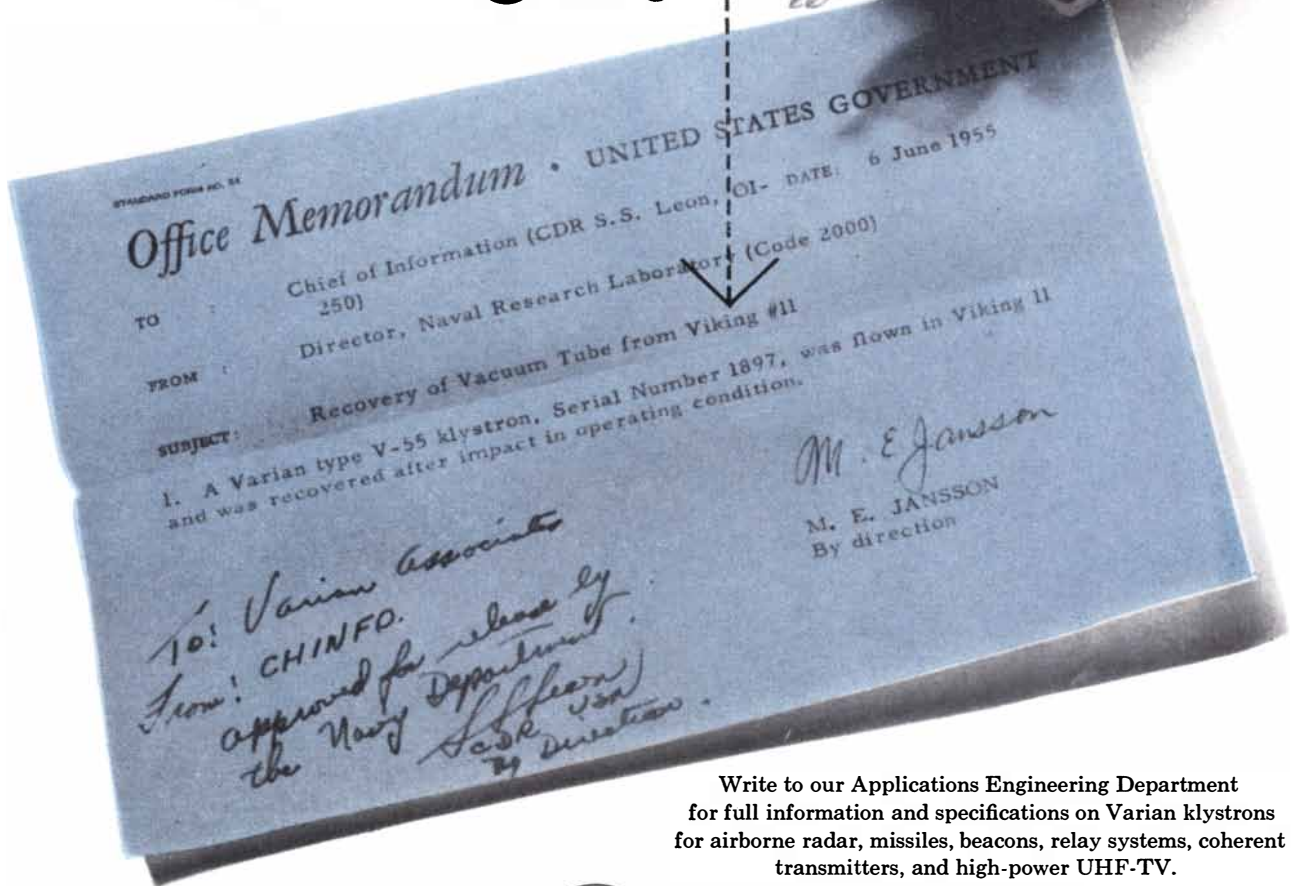 STANDARD FORM NO. 64
Office Memorandum • UNITED STATES GOVERNMENT
TO : Chief of Information (CDR S.S. Leon, OI- DATE: 6 June 1955
250)
FROM : Director, Naval Research Laboratory (Code 2000)
SUBJECT: Recovery of Vacuum Tube from Viking #11
1. A Varian type V-55 klystron, Serial Number 1897, was flown in Viking 11
and was recovered after impact in operating condition.
M. E Jansson
M. E. JANSSON
By direction
To: Varian Associates
From: CHINFO.
approved for release by
the Navy Department.
CDR USN
By Direction.
Write to our Applications Engineering Department
for full information and specifications on Varian klystrons
for airborne radar, missiles, beacons, relay systems, coherent
transmitters, and high-power UHF-TV.